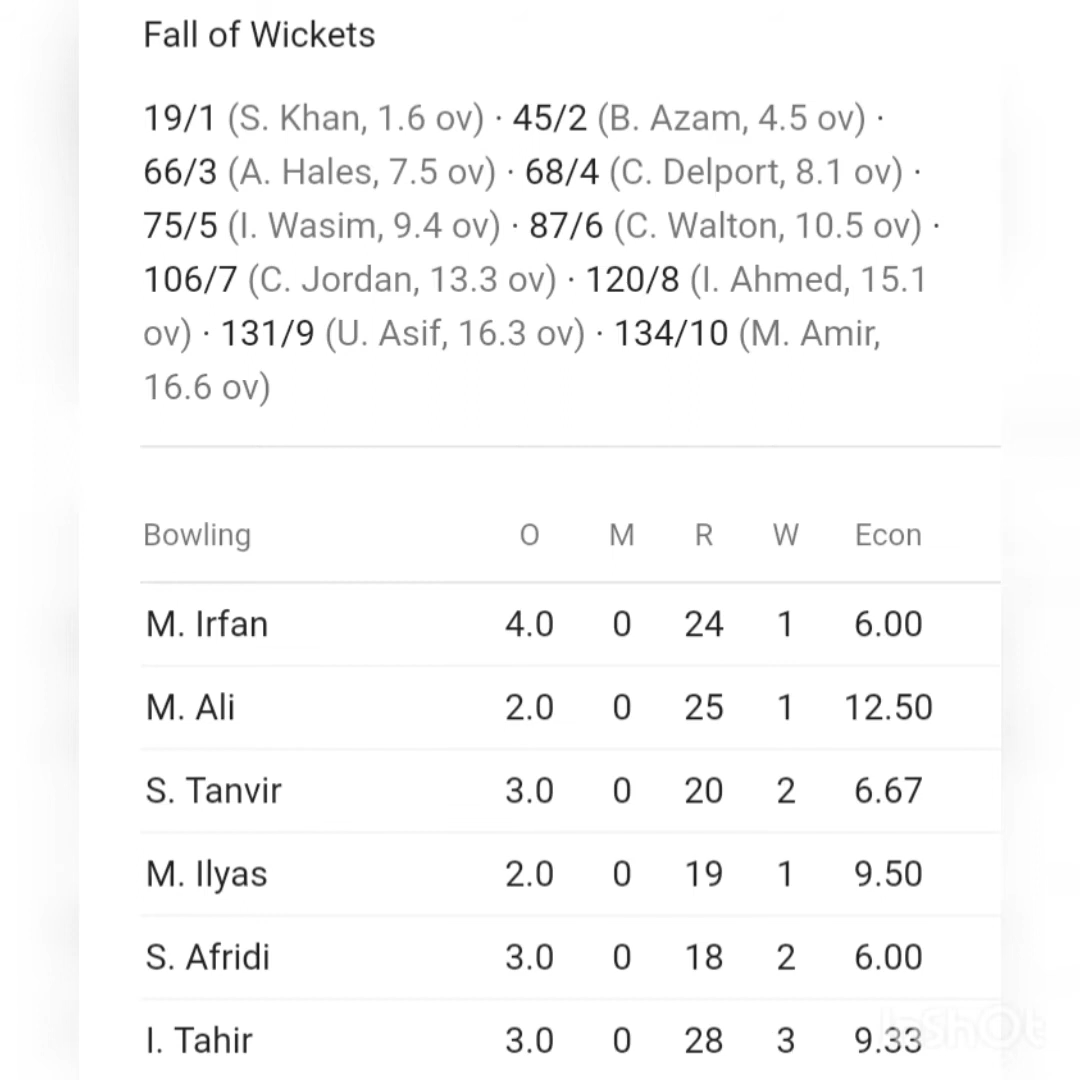 Fall of Wickets
19/1 (S. Khan, 1.6 ov) · 45/2 (B. Azam, 4.5 ov) ·
66/3 (A. Hales, 7.5 ov) · 68/4 (C. Delport, 8.1 ov) ·
75/5 (I. Wasim, 9.4 ov) · 87/6 (C. Walton, 10.5 ov) ·
106/7 (C. Jordan, 13.3 ov) · 120/8 (I. Ahmed, 15.1
ov) · 131/9 (U. Asif, 16.3 ov) · 134/10 (M. Amir,
16.6 ov)
Bowling O M R W Econ
M. Irfan 4.0 0 24 1 6.00
M. Ali 2.0 0 25 1 12.50
S. Tanvir 3.0 0 20 2 6.67
M. Ilyas 2.0 0 19 1 9.50
S. Afridi 3.0 0 18 2 6.00
I. Tahir 3.0 0 28 3 9.33
InShOt